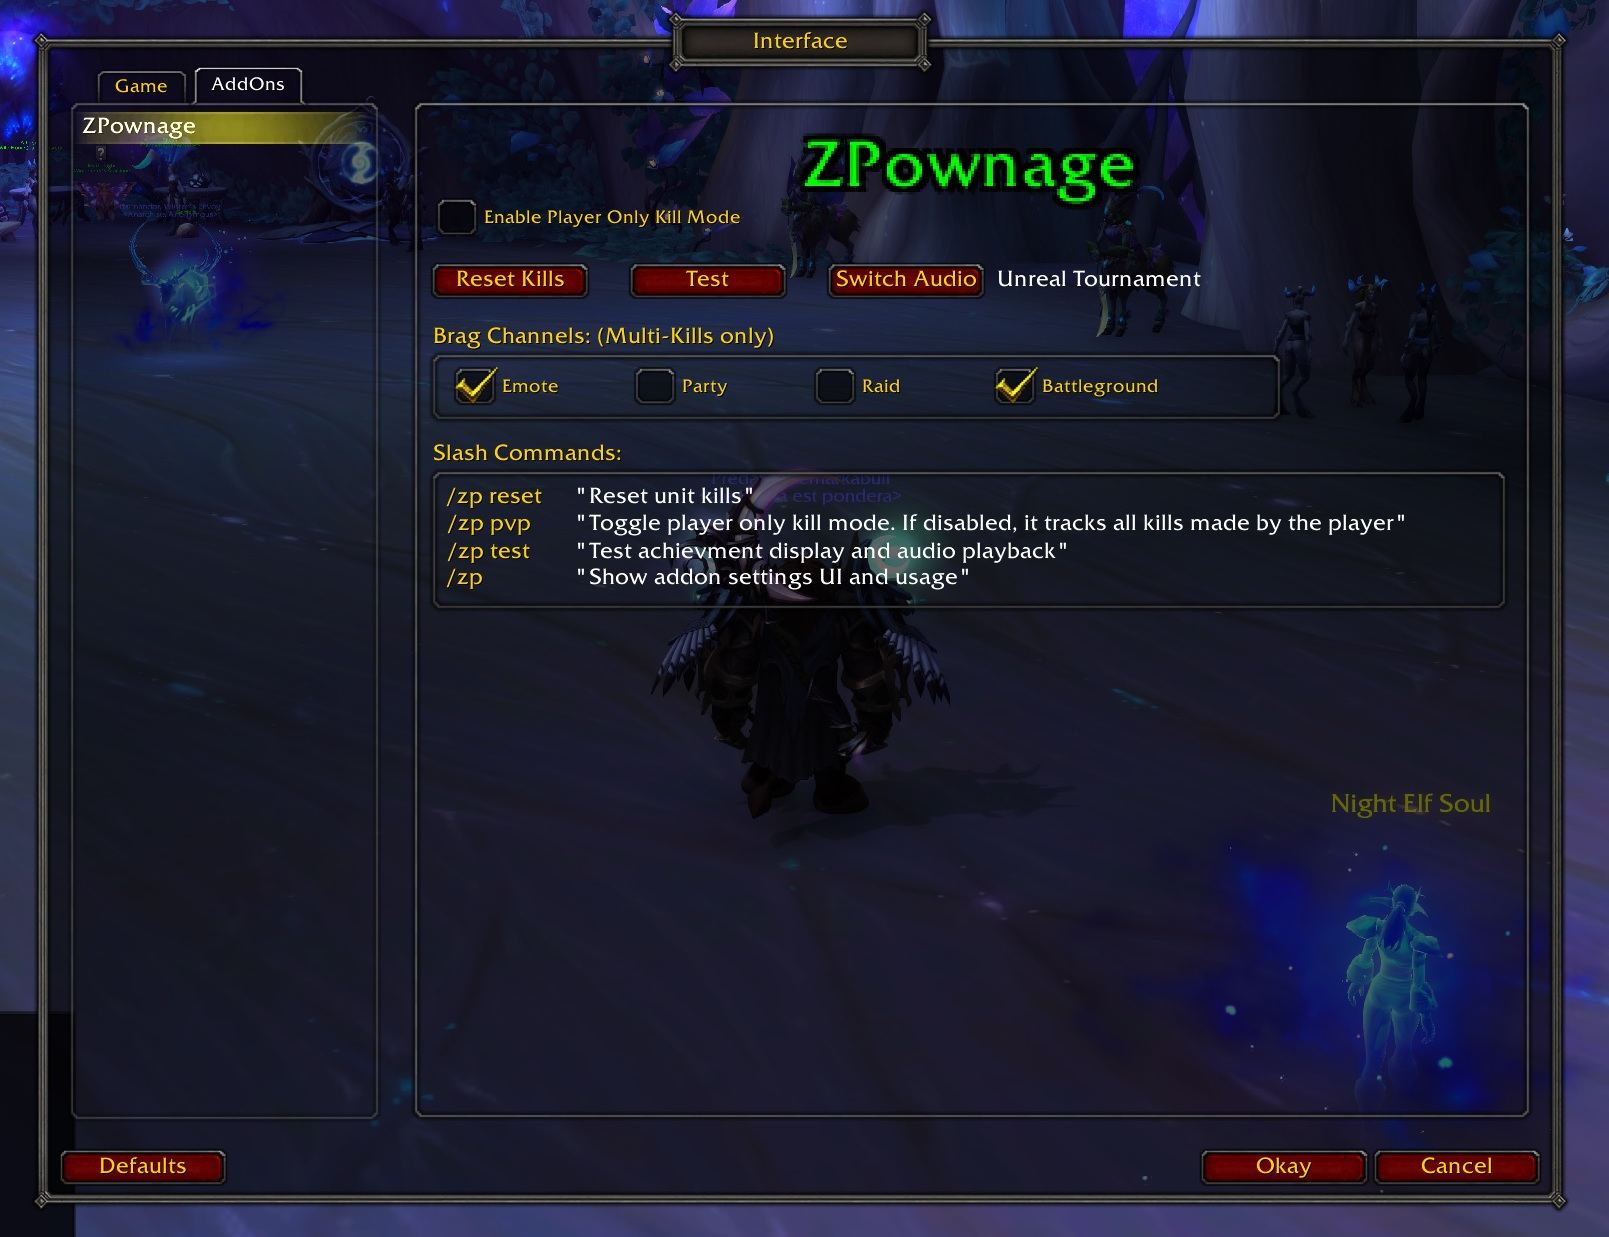 Interface
Game
AddOns
ZPownage
ZPownage
Enable Player Only Kill Mode
Reset Kills
Test
Switch Audio
Unreal Tournament
Brag Channels: (Multi-Kills only)
Emote
Party
Raid
Battleground
Slash Commands:
/zp reset "Reset unit kills"
est pondera>
/zp pvp "Toggle player only kill mode. If disabled, it tracks all kills made by the player"
/zp test "Test achievment display and audio playback"
/zp "Show addon settings UI and usage"
Night Elf Soul
Defaults
Okay
Cancel